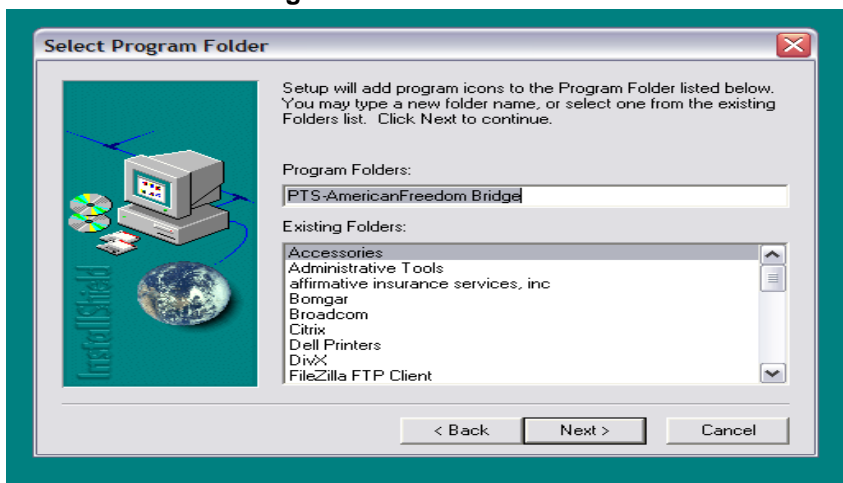 Select Program Folder
Setup will add program icons to the Program Folder listed below.
You may type a new folder name, or select one from the existing
Folders list. Click Next to continue.
Program Folders:
PTS-AmericanFreedom Bridge
Existing Folders:
Accessories
Administrative Tools
affirmative insurance services, inc
Bomgar
Broadcom
Citrix
Dell Printers
DivX
FileZilla FTP Client
InstallShield
< Back
Next >
Cancel